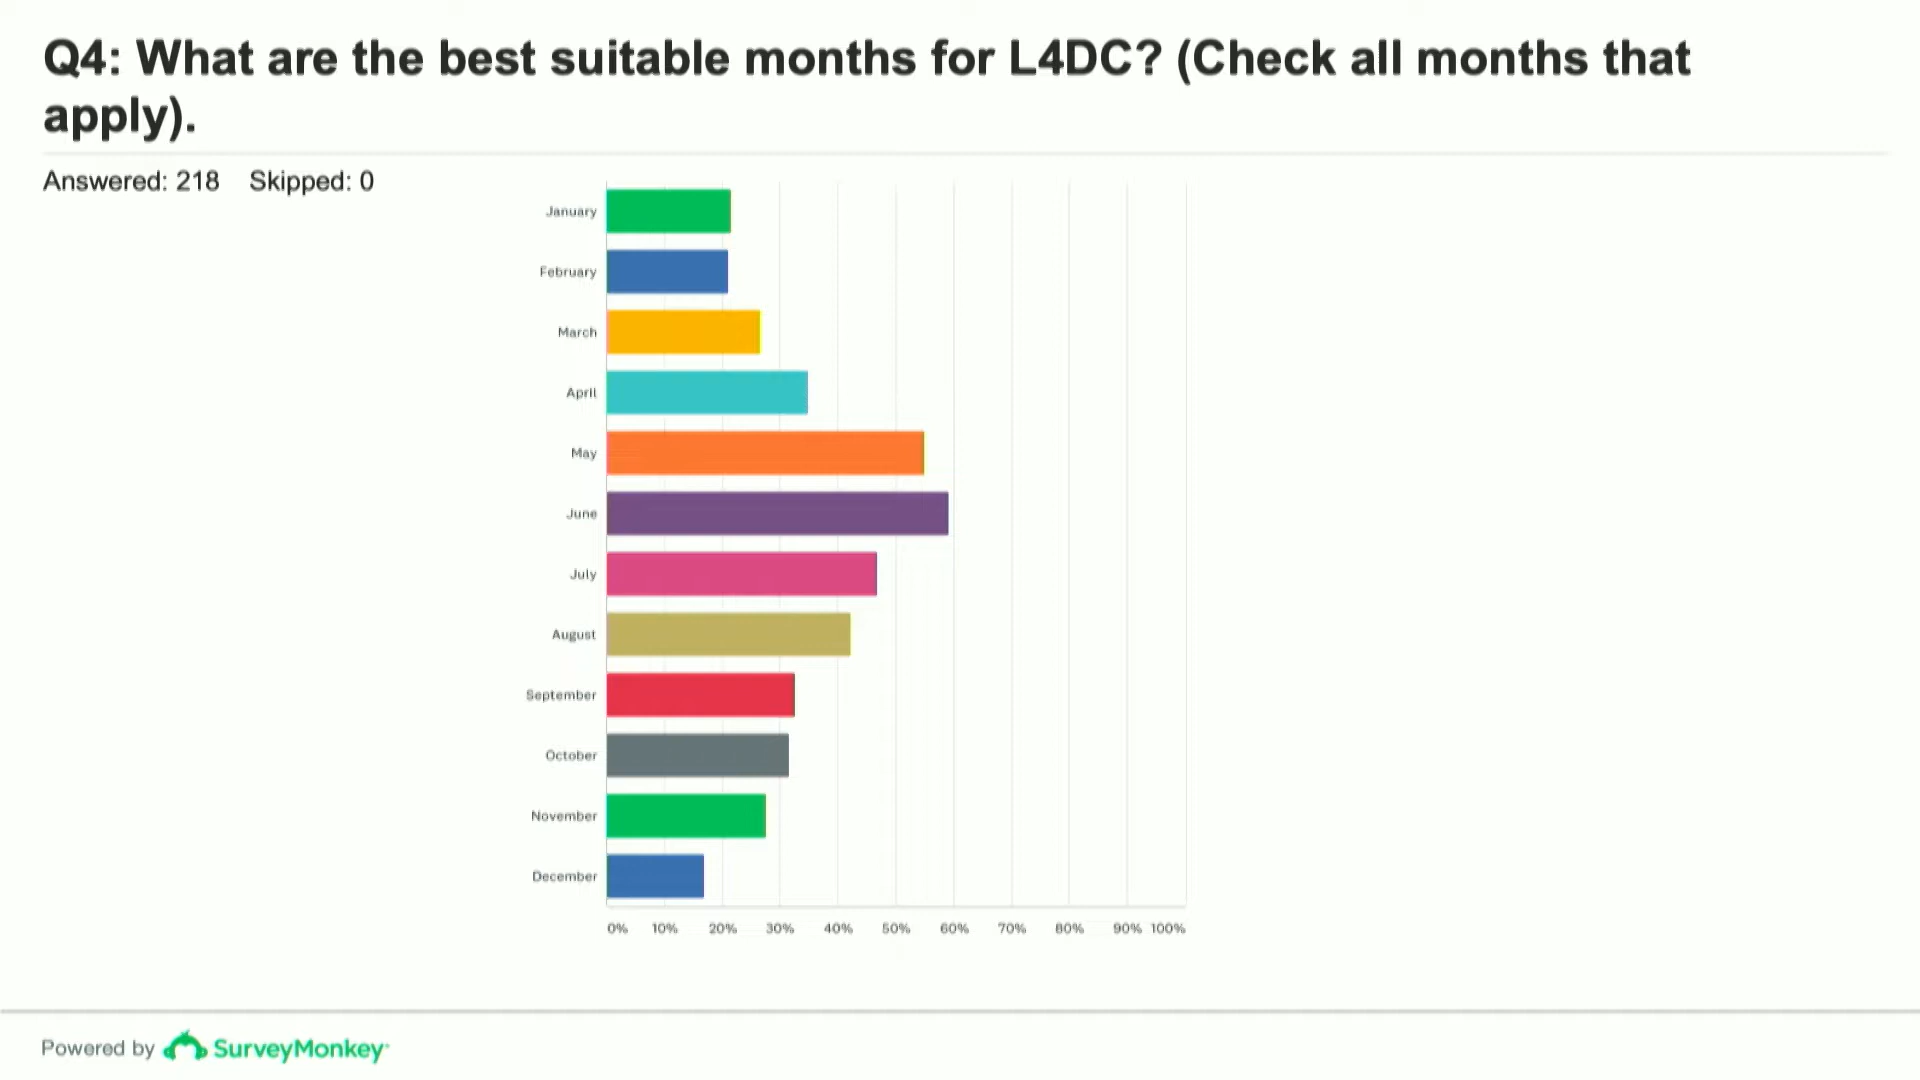 Q4: What are the best suitable months for L4DC? (Check all months that
apply).
Answered: 218 Skipped: 0
January
February
March
April
May
June
July
August
September
October
November
December
0% 10% 20% 30% 40% 50% 60% 70% 80% 90% 100%
Powered by SurveyMonkey